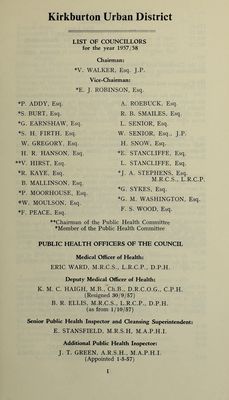 Kirkburton Urban District
LIST OF COUNCILLORS
for the year 1957/58
Chairman:
*V. WALKER, Esq. J.P.
Vice-Chairman:
*E. J. ROBINSON, Esq.
*P. ADDY, Esq.
*S. BURT, Esq.
*G. EARNSHAW, Esq.
*S. H. FIRTH, Esq.
W. GREGORY, Esq.
H. R. HANSON, Esq.
**V. HIRST, Esq.
*R. KAYE, Esq.
B. MALLINSON, Esq.
*P. MOORHOUSE, Esq.
*W. MOULSON, Esq.
*F. PEACE, Esq.
A. ROEBUCK, Esq.
R. B. SMAILES, Esq.
L. SENIOR, Esq.
W. SENIOR, Esq., J.P.
H. SNOW, Esq.
*E. STANCLIFFE, Esq.
L. STANCLIFFE, Esq.
*J. A. STEPHENS, Esq.
M.R.C.S., L.R.C.P.
*G. SYKES, Esq.
*G. M. WASHINGTON, Esq.
F. S. WOOD, Esq.
**Chairman of the Public Health Committee
*Member of the Public Health Committee
PUBLIC HEALTH OFFICERS OF THE COUNCIL
Medical Officer of Health:
ERIC WARD, M.R.C.S., L.R.C.P., D.P.H.
Deputy Medical Officer of Health:
K. M. C. HAIGH, M.B., Ch.B., D.R.C.O.G., C.P.H.
(Resigned 30/9/57)
B. R. ELLIS, M.R.C.S., L.R.C.P., D.P.H.
(as from 1/10/57)
Senior Public Health Inspector and Cleansing Superintendent:
E. STANSFIELD, M.R.S.H, M.A.P.H.I.
Additional Public Health Inspector:
J. T. GREEN, A.R.S.H., M.A.P.H.I.
(Appointed 1-8-57)
1